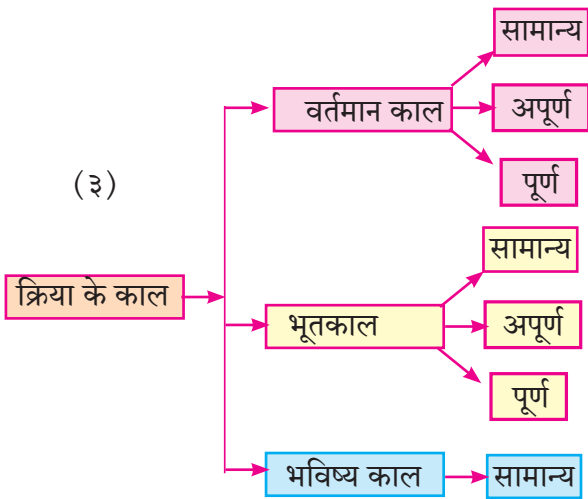 (३)
क्रिया के काल
वर्तमान काल
सामान्य
अपूर्ण
पूर्ण
भूतकाल
सामान्य
अपूर्ण
पूर्ण
भविष्य काल
सामान्य